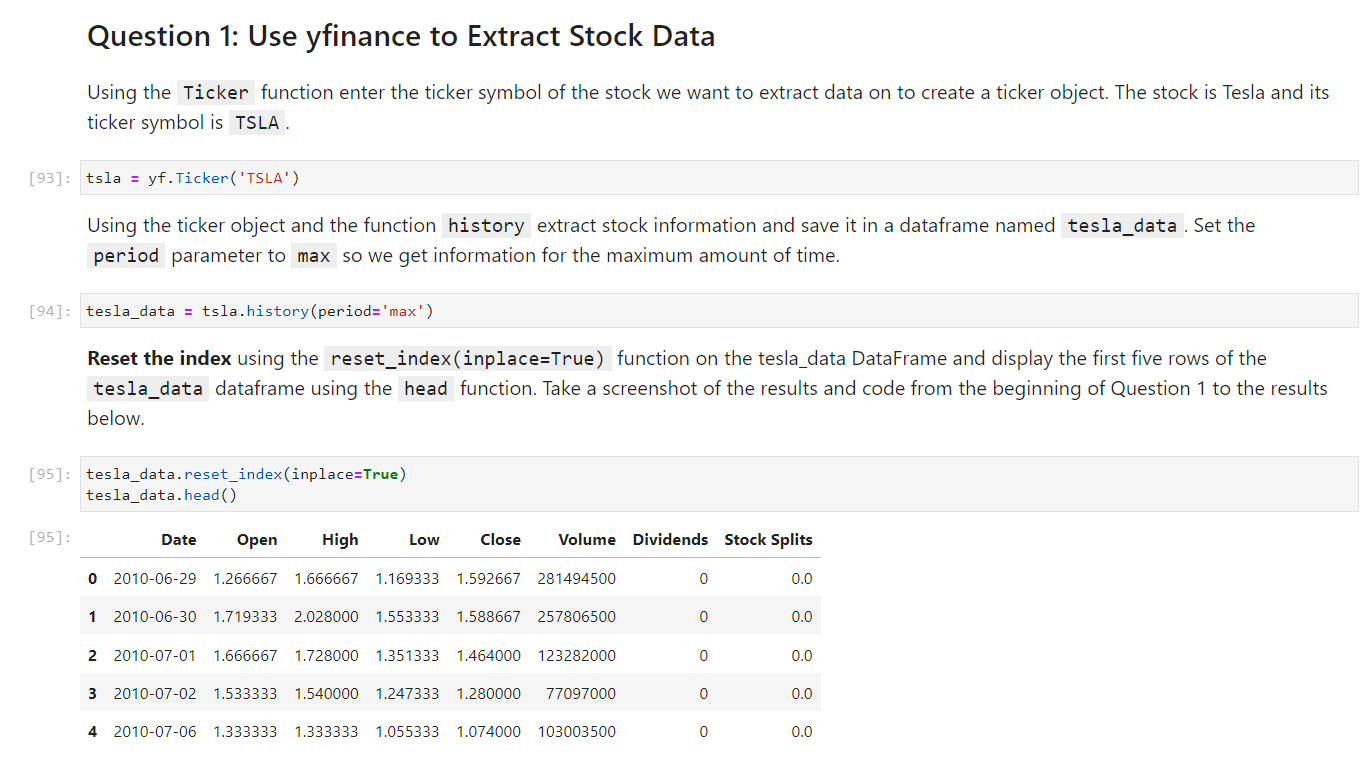 Question 1: Use yfinance to Extract Stock Data
Using the Ticker function enter the ticker symbol of the stock we want to extract data on to create a ticker object. The stock is Tesla and its
ticker symbol is TSLA .
[93]: tsla = yf.Ticker('TSLA')
Using the ticker object and the function history extract stock information and save it in a dataframe named tesla_data . Set the
period parameter to max so we get information for the maximum amount of time.
[94]: tesla_data = tsla.history(period='max')
Reset the index using the reset_index(inplace=True) function on the tesla_data DataFrame and display the first five rows of the
tesla_data dataframe using the head function. Take a screenshot of the results and code from the beginning of Question 1 to the results
below.
[95]: tesla_data.reset_index(inplace=True)
tesla_data.head()
[95]: Date Open High Low Close Volume Dividends Stock Splits
0 2010-06-29 1.266667 1.666667 1.169333 1.592667 281494500 0 0.0
1 2010-06-30 1.719333 2.028000 1.553333 1.588667 257806500 0 0.0
2 2010-07-01 1.666667 1.728000 1.351333 1.464000 123282000 0 0.0
3 2010-07-02 1.533333 1.540000 1.247333 1.280000 77097000 0 0.0
4 2010-07-06 1.333333 1.333333 1.055333 1.074000 103003500 0 0.0